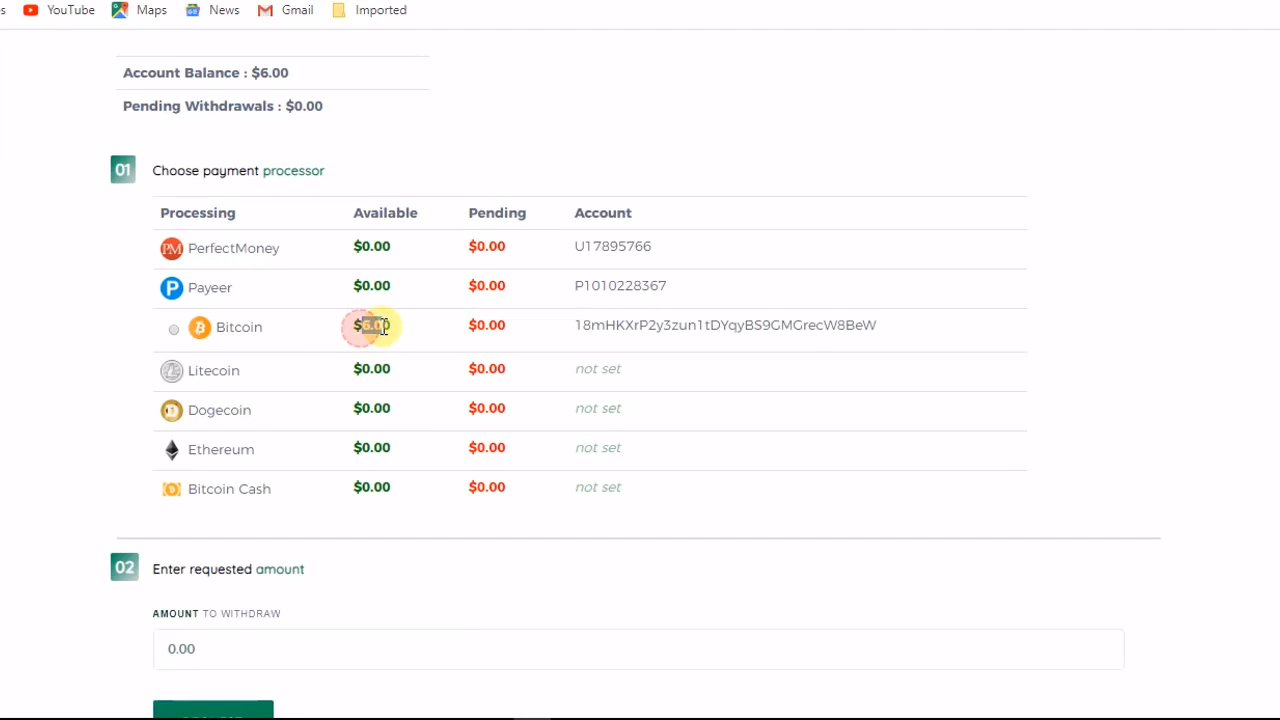 YouTube Maps News Gmail Imported
Account Balance : $6.00
Pending Withdrawals : $0.00
01 Choose payment processor
Processing Available Pending Account
PM PerfectMoney $0.00 $0.00 U17895766
P Payeer $0.00 $0.00 P1010228367
Bitcoin $6.00 $0.00 18mHKXrP2y3zun1tDYqyBS9GMGrecW8BeW
Litecoin $0.00 $0.00 not set
Dogecoin $0.00 $0.00 not set
Ethereum $0.00 $0.00 not set
Bitcoin Cash $0.00 $0.00 not set
02 Enter requested amount
AMOUNT TO WITHDRAW
0.00